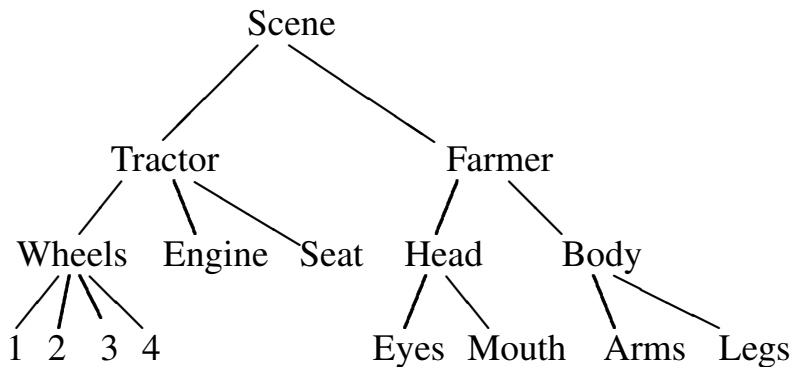 Scene
Tractor Farmer
Wheels Engine Seat Head Body
1 2 3 4 Eyes Mouth Arms Legs